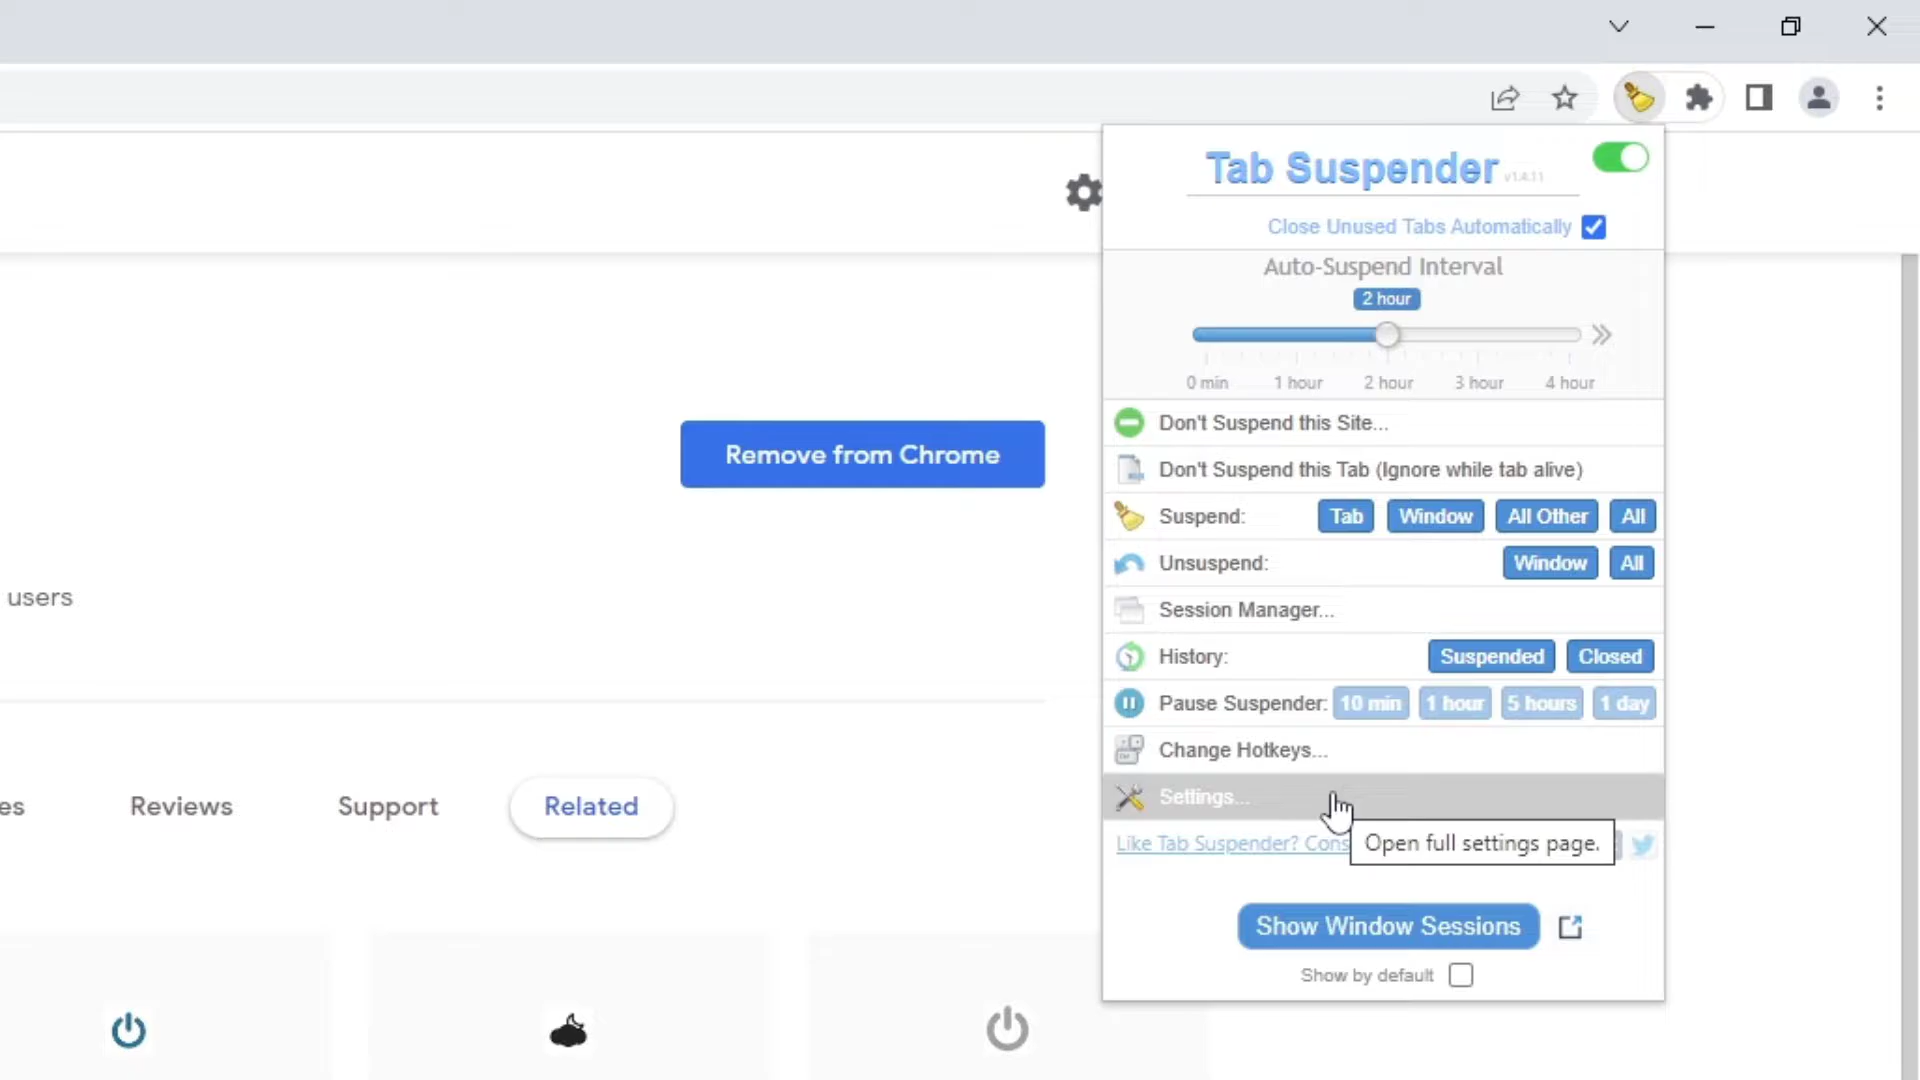 Tab Suspender v1.4.11
Close Unused Tabs Automatically
Auto-Suspend Interval
2 hour
0 min 1 hour 2 hour 3 hour 4 hour
Don't Suspend this Site...
Don't Suspend this Tab (Ignore while tab alive)
Suspend: Tab Window All Other All
Unsuspend: Window All
Session Manager...
History: Suspended Closed
Pause Suspender: 10 min 1 hour 5 hours 1 day
Change Hotkeys...
Settings...
Like Tab Suspender? Cons
Open full settings page.
Show Window Sessions
Show by default
Remove from Chrome
users
es Reviews Support Related